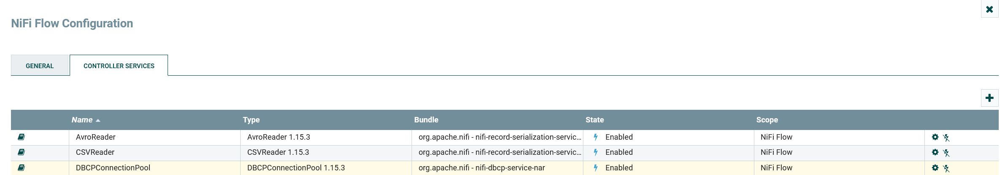 NiFi Flow Configuration
GENERAL CONTROLLER SERVICES
Name Type Bundle State Scope
AvroReader AvroReader 1.15.3 org.apache.nifi - nifi-record-serialization-servic... Enabled NiFi Flow
CSVReader CSVReader 1.15.3 org.apache.nifi - nifi-record-serialization-servic... Enabled NiFi Flow
DBCPConnectionPool DBCPConnectionPool 1.15.3 org.apache.nifi - nifi-dbcp-service-nar Enabled NiFi Flow